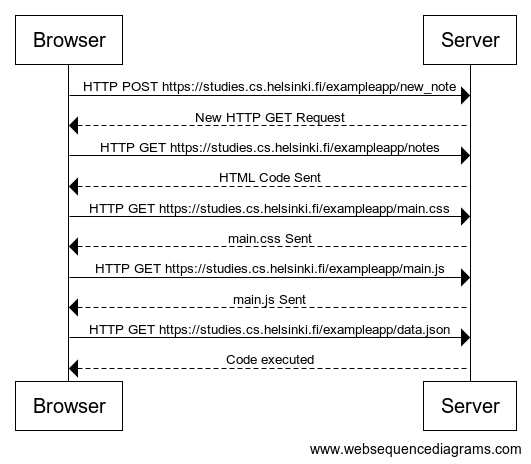 Browser
Server
HTTP POST https://studies.cs.helsinki.fi/exampleapp/new_note
New HTTP GET Request
HTTP GET https://studies.cs.helsinki.fi/exampleapp/notes
HTML Code Sent
HTTP GET https://studies.cs.helsinki.fi/exampleapp/main.css
main.css Sent
HTTP GET https://studies.cs.helsinki.fi/exampleapp/main.js
main.js Sent
HTTP GET https://studies.cs.helsinki.fi/exampleapp/data.json
Code executed
Browser
Server
www.websequencediagrams.com